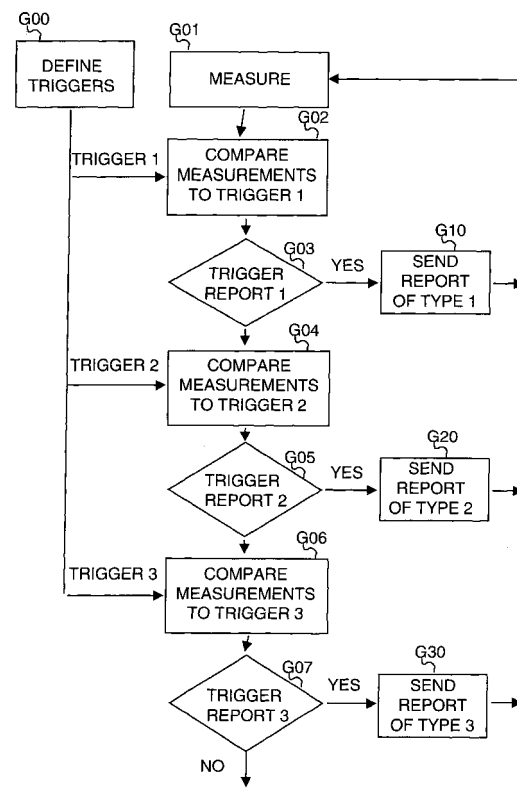 G00
DEFINE
TRIGGERS
G01
MEASURE
G02
TRIGGER 1
COMPARE
MEASUREMENTS
TO TRIGGER 1
G03
TRIGGER
REPORT 1
YES
G10
SEND
REPORT
OF TYPE 1
G04
TRIGGER 2
COMPARE
MEASUREMENTS
TO TRIGGER 2
G05
TRIGGER
REPORT 2
YES
G20
SEND
REPORT
OF TYPE 2
G06
TRIGGER 3
COMPARE
MEASUREMENTS
TO TRIGGER 3
G07
TRIGGER
REPORT 3
YES
G30
SEND
REPORT
OF TYPE 3
NO